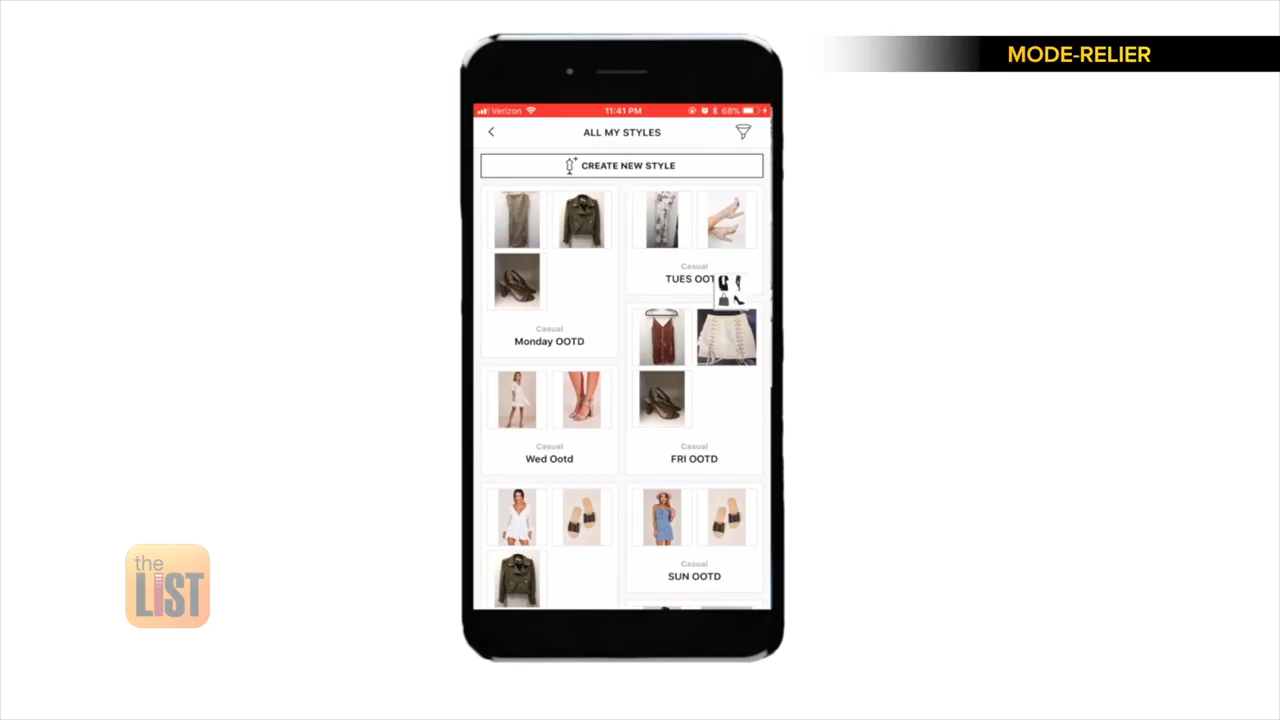 MODE-RELIER
Verizon 11:41 PM 68%
ALL MY STYLES
CREATE NEW STYLE
Casual
Monday OOTD
Casual
TUES OOT
Casual
Wed Ootd
Casual
FRI OOTD
Casual
SUN OOTD
the
LiST